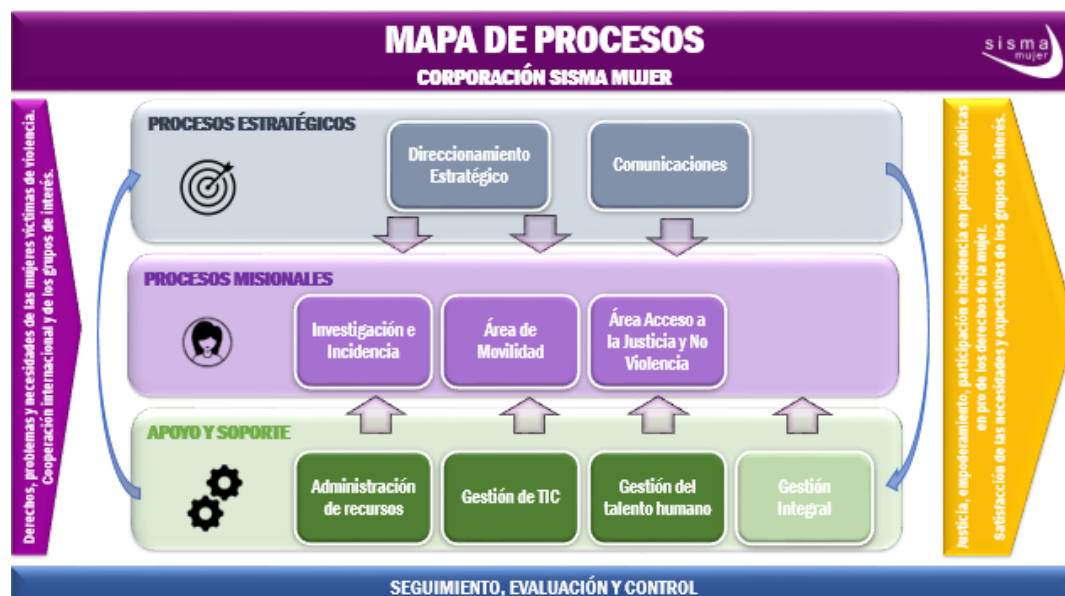 MAPA DE PROCESOS
CORPORACIÓN SISMA MUJER
sisma
mujer
Derechos, problemas y necesidades de las mujeres víctimas de violencia.
Cooperación internacional y de los grupos de interés.
PROCESOS ESTRATÉGICOS
Direccionamiento
Estratégico
Comunicaciones
PROCESOS MISIONALES
Investigación e
Incidencia
Área de
Movilidad
Área Acceso a
la Justicia y No
Violencia
APOYO Y SOPORTE
Administración
de recursos
Gestión de TIC
Gestión del
talento humano
Gestión
Integral
Justicia, empoderamiento, participación e incidencia en políticas públicas
en pro de los derechos de la mujer.
Satisfacción de las necesidades y expectativas de los grupos de interés.
SEGUIMIENTO, EVALUACIÓN Y CONTROL